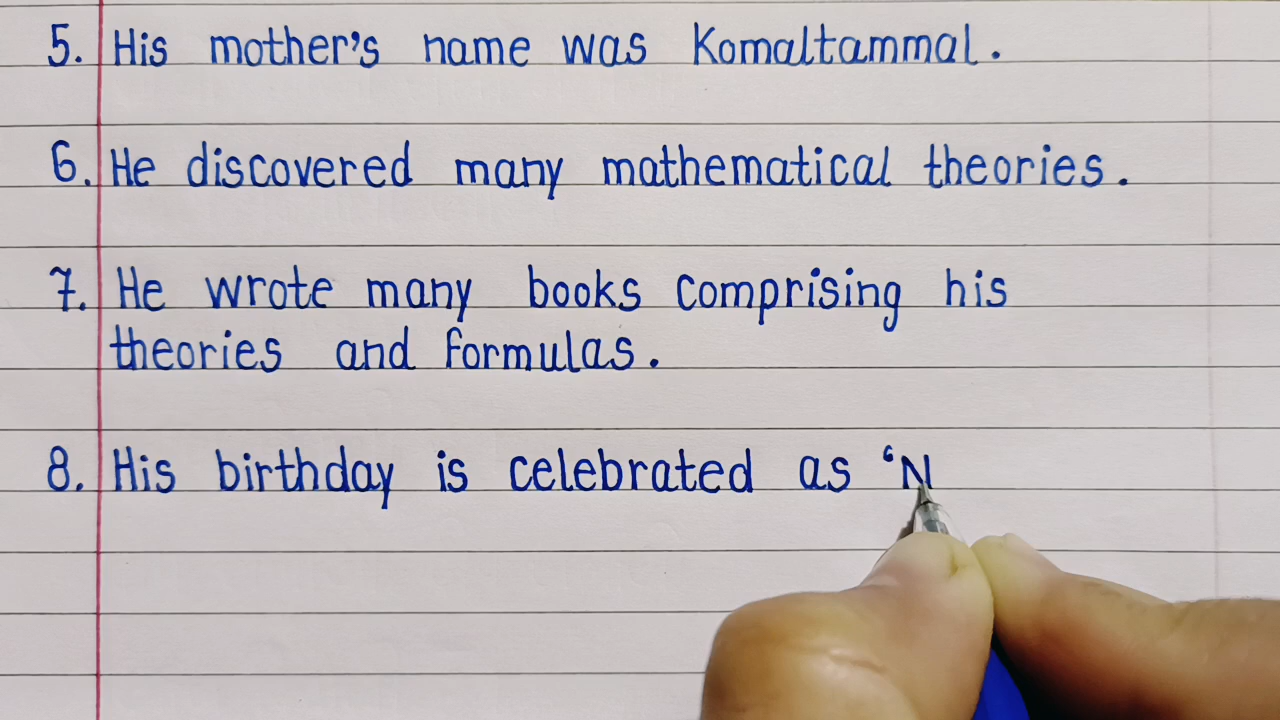 5. His mother's name was Komaltammal.
6. He discovered many mathematical theories.
7. He wrote many books comprising his
theories and formulas.
8. His birthday is celebrated as 'N